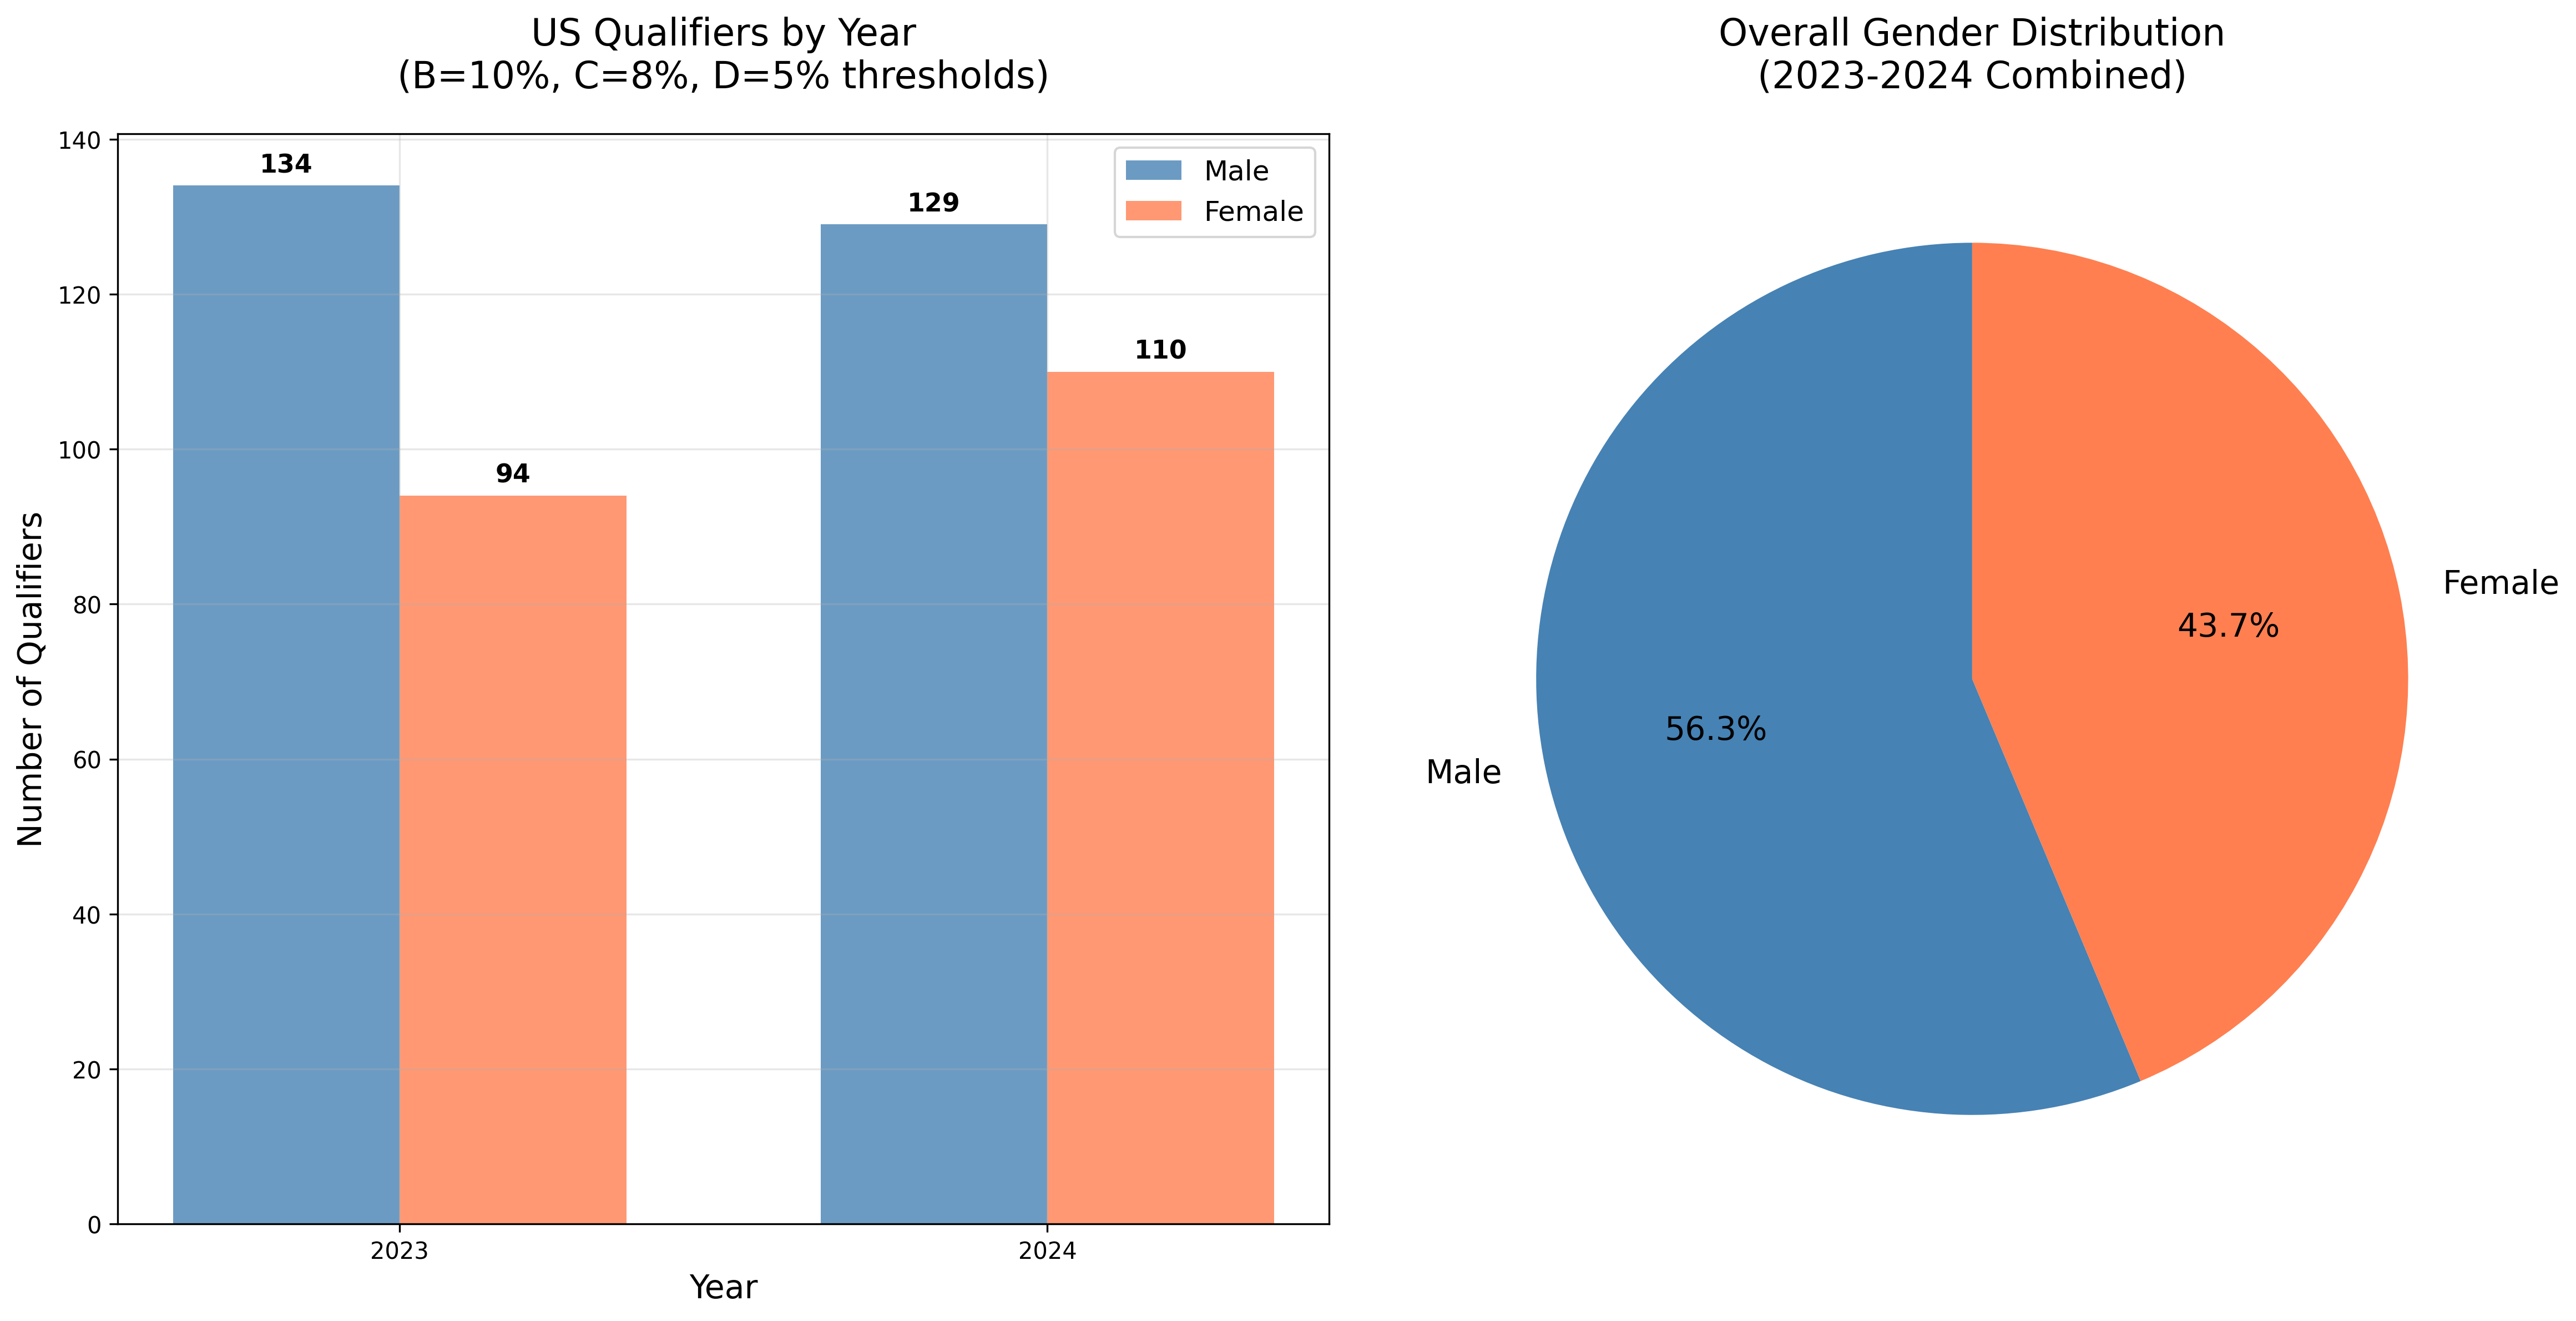 US Qualifiers by Year
(B=10%, C=8%, D=5% thresholds)
140
120
100
80
60
40
20
0
Number of Qualifiers
134
94
129
110
Male
Female
2023
2024
Year
Overall Gender Distribution
(2023-2024 Combined)
Female
43.7%
56.3%
Male